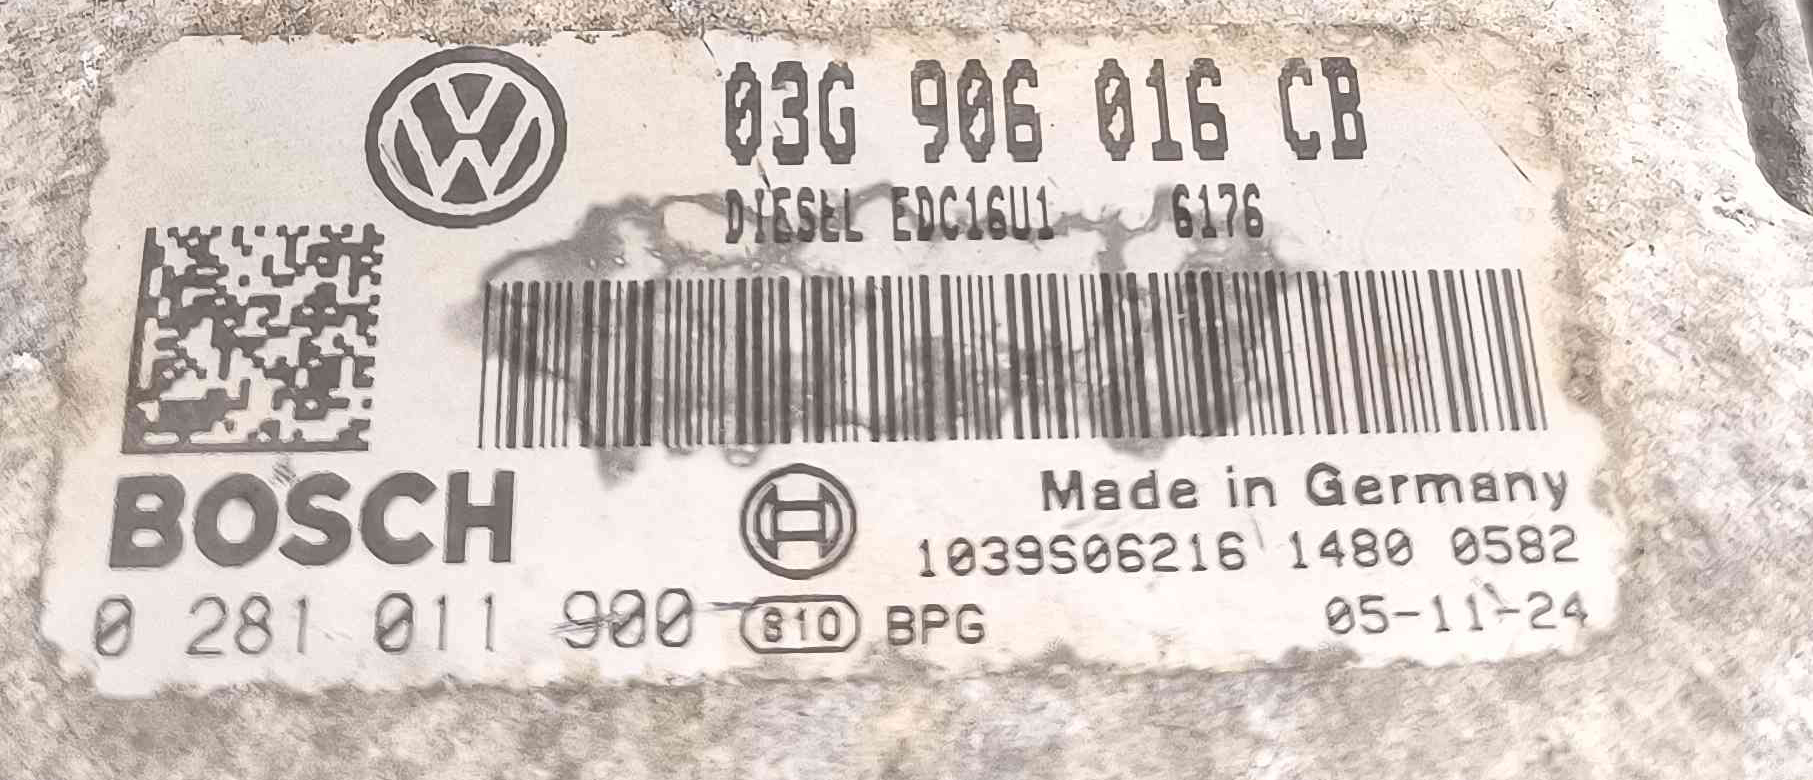 03G 906 016 CB
DIESEL EDC16U1 6176
BOSCH
Made in Germany
1039S06216 1480 0582
0 281 011 900 810 BPG 05-11-24